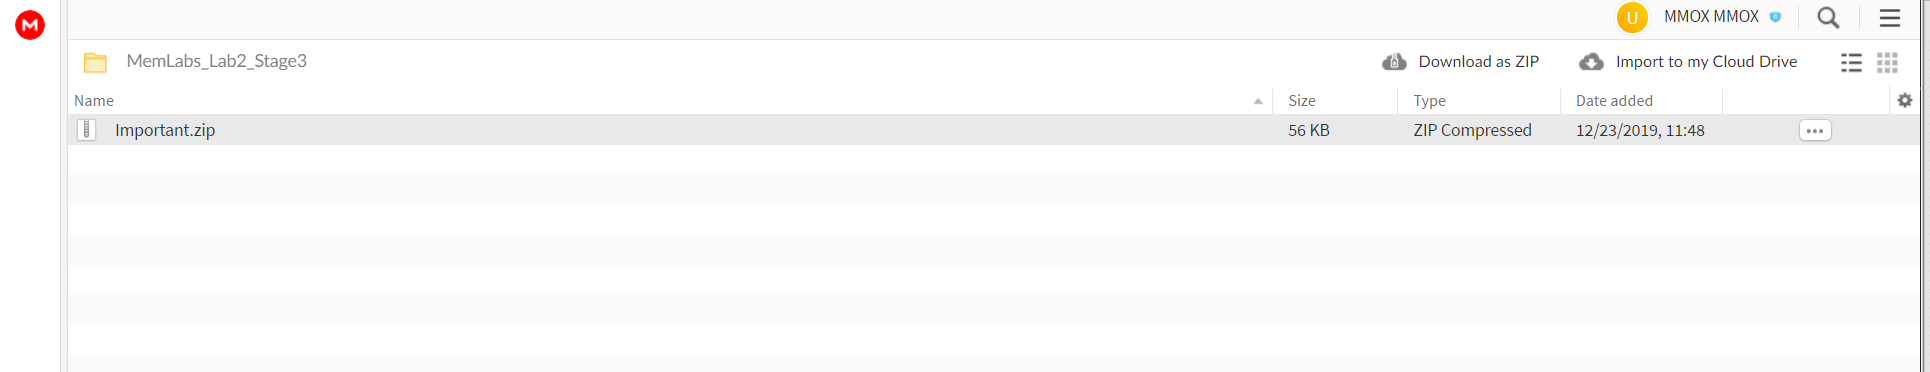 M
U MMOX MMOX
MemLabs_Lab2_Stage3 Download as ZIP Import to my Cloud Drive
Name Size Type Date added
Important.zip 56 KB ZIP Compressed 12/23/2019, 11:48